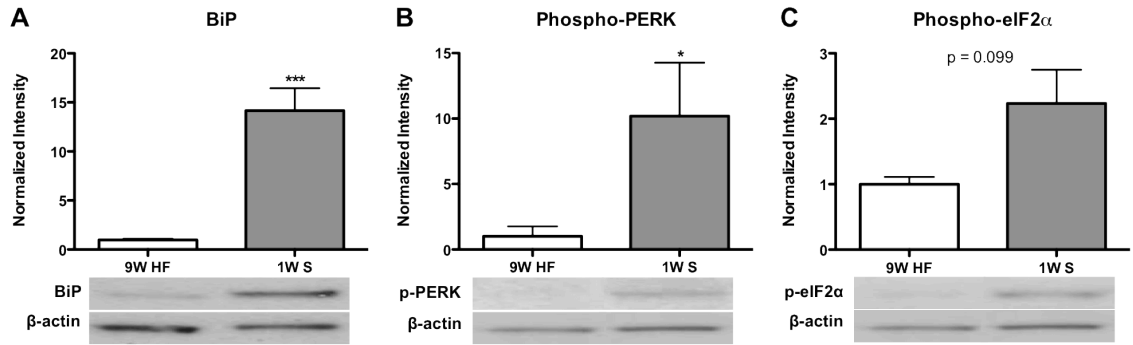 A BiP
Normalized Intensity
20
15
10
5
0
***
9W HF 1W S
BiP
β-actin
B Phospho-PERK
Normalized Intensity
15
10
5
0
*
9W HF 1W S
p-PERK
β-actin
C Phospho-eIF2α
Normalized Intensity
3
2
1
0
p = 0.099
9W HF 1W S
p-eIF2α
β-actin